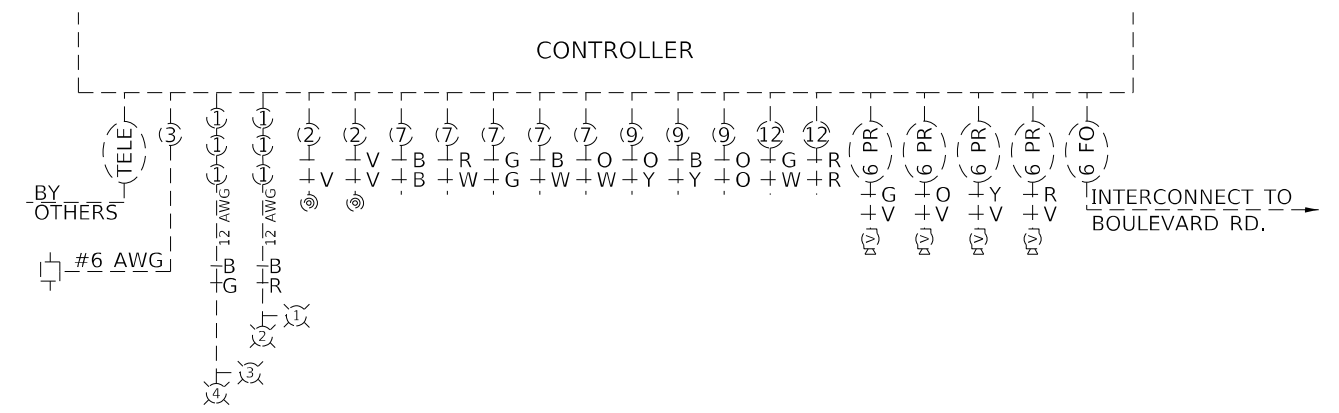 CONTROLLER
TELE
3
1
1
1
1
1
1
2
2
7
7
7
7
7
9
9
9
12
12
6 PR
6 PR
6 PR
6 PR
6 FO
V B R G B O O B O G R
V V B W G W W Y Y O W R
G O Y R
V V V V
V V V V
BY
OTHERS
12 AWG
12 AWG
INTERCONNECT TO
BOULEVARD RD.
#6 AWG
B B
G R
1
2
3
4